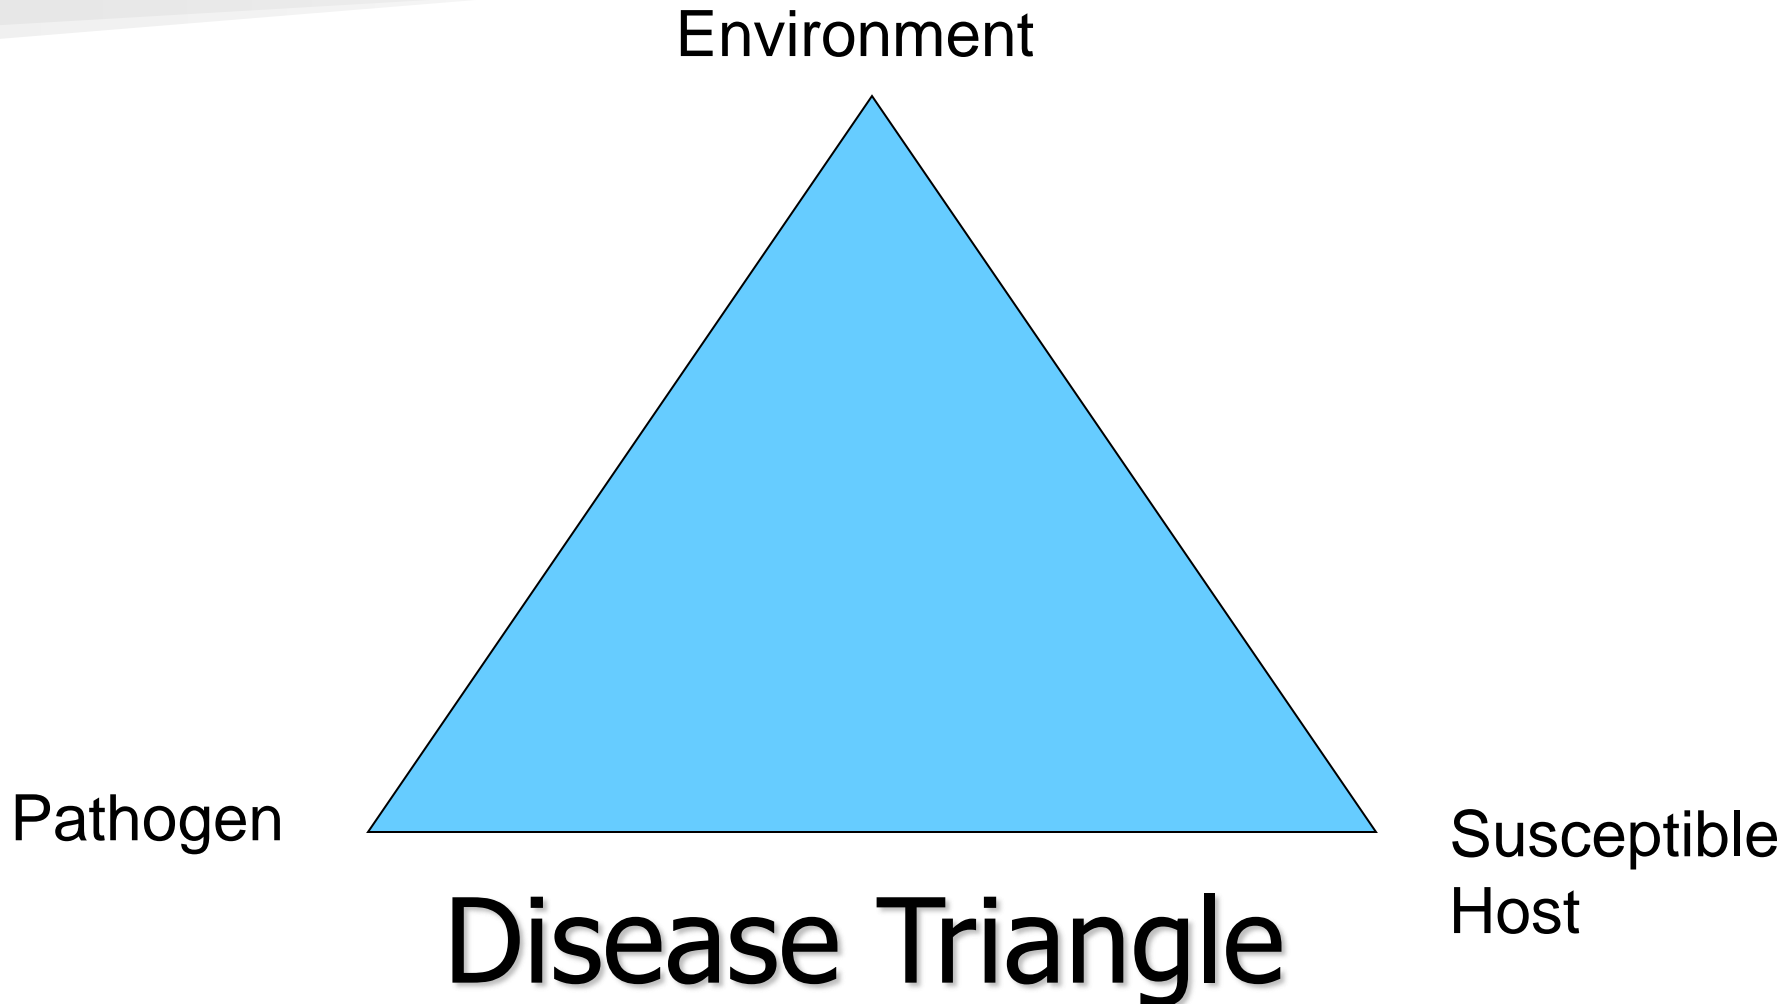 Environment
Pathogen
Susceptible
Host
Disease Triangle